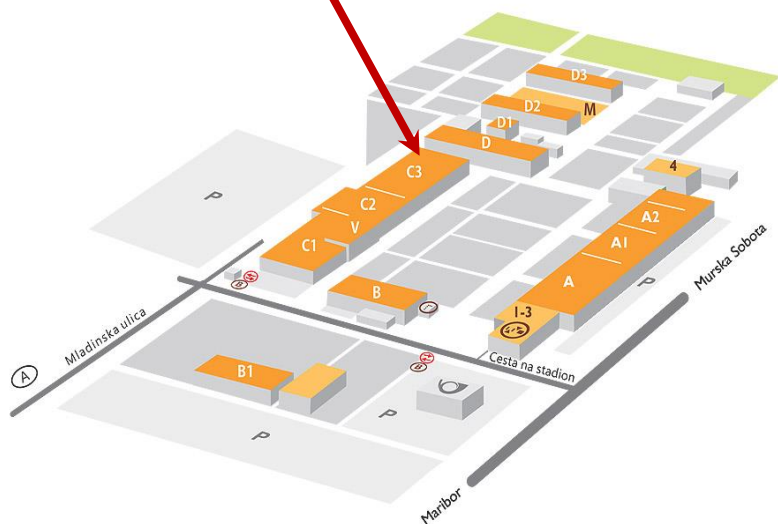 D3
D2
M
D1
D
C3
4
P
C2
A2
V
A1
C1
Murska Sobota
A
P
B
B
1-3
Mladinska ulica
Cesta na stadion
B
A
B1
P
P
Maribor